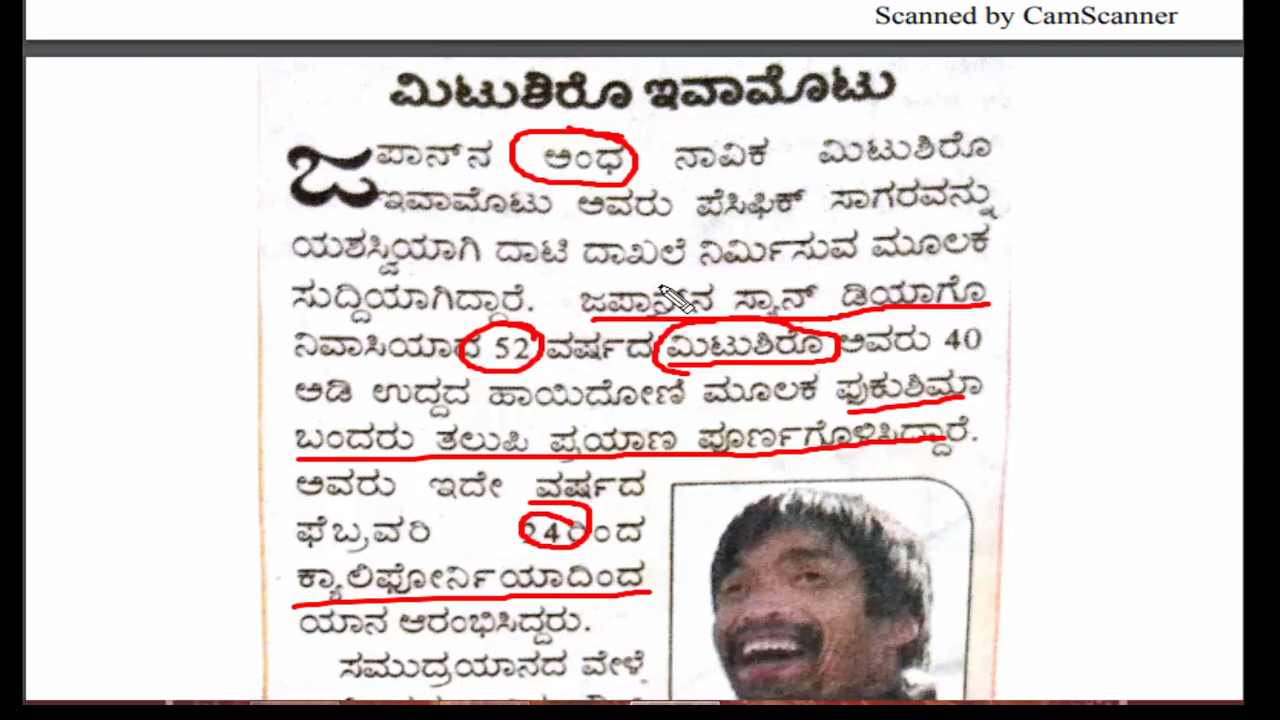 Scanned by CamScanner
ಮಿಟುಶಿರೊ ಇವಾಮೊಟು
ಜಪಾನ್‌ನ ಅಂಧ ನಾವಿಕ ಮಿಟುಶಿರೊ
ಇವಾಮೊಟು ಅವರು ಪೆಸಿಫಿಕ್ ಸಾಗರವನ್ನು
ಯಶಸ್ವಿಯಾಗಿ ದಾಟಿ ದಾಖಲೆ ನಿರ್ಮಿಸುವ ಮೂಲಕ
ಸುದ್ದಿಯಾಗಿದ್ದಾರೆ. ಜಪಾನ್‌ನ ಸ್ಯಾನ್ ಡಿಯಾಗೊ
ನಿವಾಸಿಯಾದ 52 ವರ್ಷದ ಮಿಟುಶಿರೊ ಅವರು 40
ಅಡಿ ಉದ್ದದ ಹಾಯಿದೋಣಿ ಮೂಲಕ ಫುಕುಶಿಮಾ
ಬಂದರು ತಲುಪಿ ಪ್ರಯಾಣ ಪೂರ್ಣಗೊಳಿಸಿದ್ದಾರೆ.
ಅವರು ಇದೇ ವರ್ಷದ
ಫೆಬ್ರವರಿ 24ರಿಂದ
ಕ್ಯಾಲಿಫೋರ್ನಿಯಾದಿಂದ
ಯಾನ ಆರಂಭಿಸಿದ್ದರು.
ಸಮುದ್ರಯಾನದ ವೇಳೆ